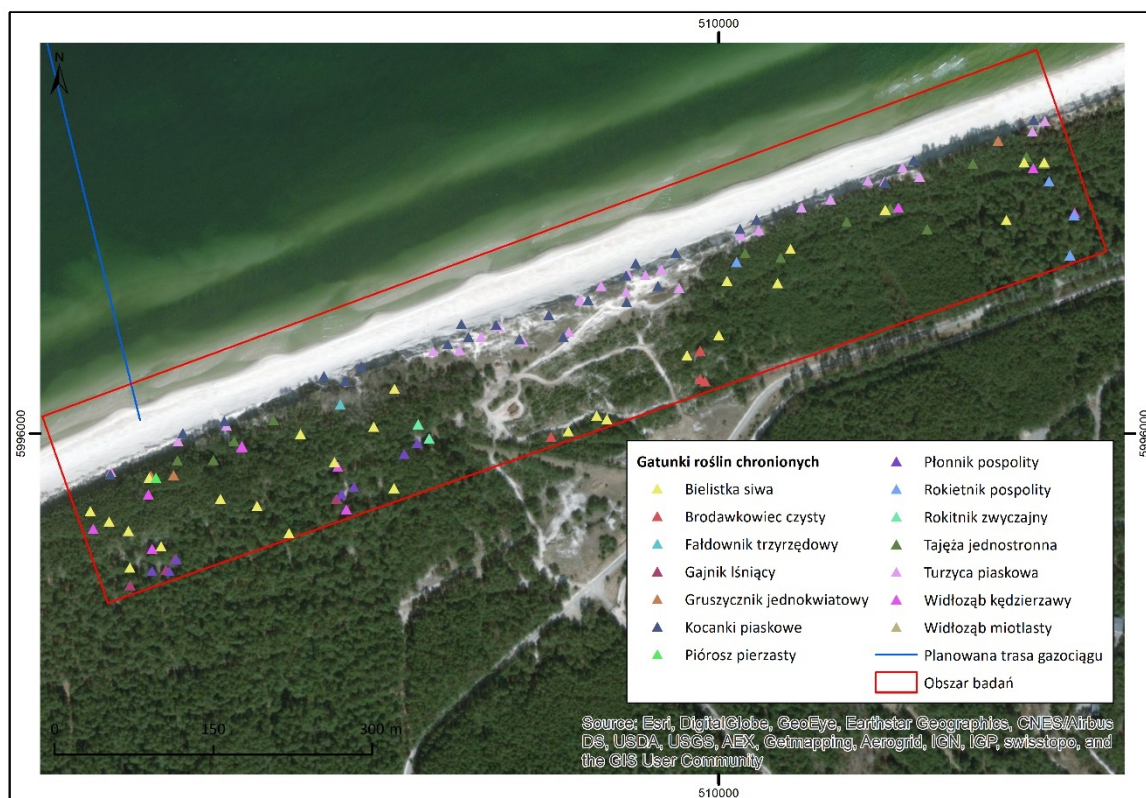 510000
N
5996000
5996000
Gatunki roślin chronionych
Bielistka siwa
Brodawkowiec czysty
Fałdownik trzyrzędowy
Gajnik lśniący
Gruszycznik jednokwiatowy
Kocanki piaskowe
Piórosz pierzasty
Płonnik pospolity
Rokietnik pospolity
Rokitnik zwyczajny
Tajęża jednostronna
Turzyca piaskowa
Widłoząb kędzierzawy
Widłoząb miotlasty
Planowana trasa gazociągu
Obszar badań
0 150 300 m
Source: Esri, DigitalGlobe, GeoEye, Earthstar Geographics, CNES/Airbus
DS, USDA, USGS, AEX, Getmapping, Aerogrid, IGN, IGP, swisstopo, and
the GIS User Community
510000